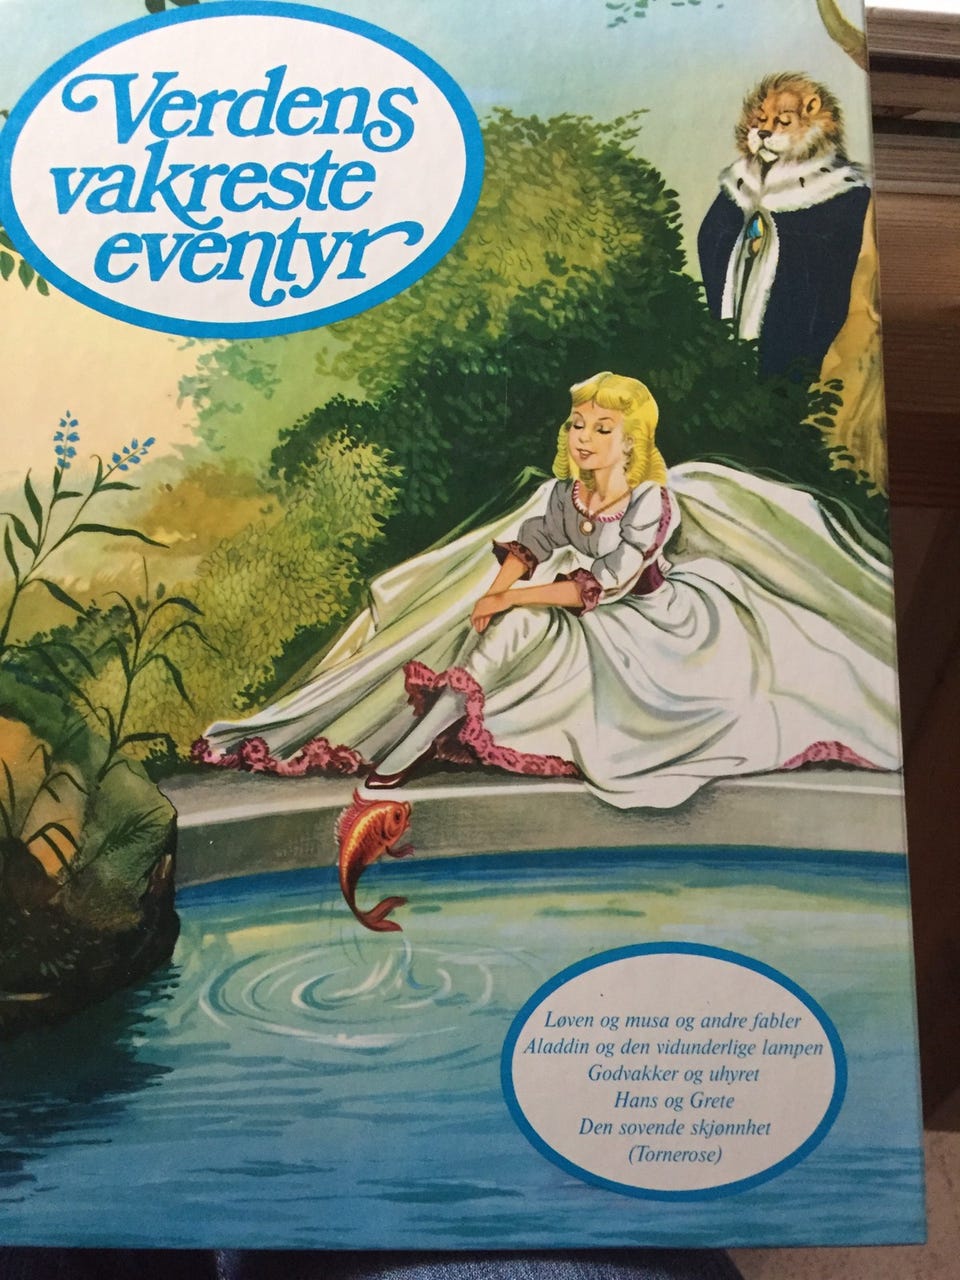 Verdens
vakreste
eventyr
Løven og musa og andre fabler
Aladdin og den vidunderlige lampen
Godvakker og uhyret
Hans og Grete
Den sovende skjønnhet
(Tornerose)